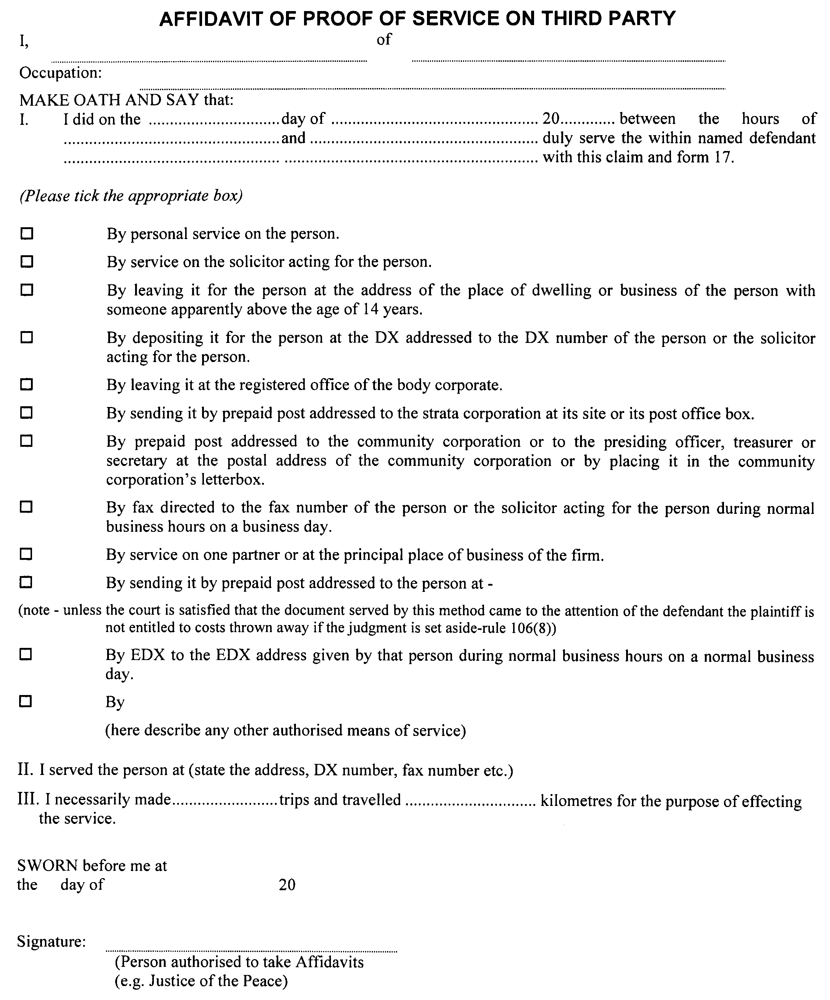 AFFIDAVIT OF PROOF OF SERVICE ON THIRD PARTY
I, of
Occupation:
MAKE OATH AND SAY that:
I. I did on the ..............................day of ................................................ 20............. between the hours of
..................................................and ..................................................... duly serve the within named defendant
.................................................. ........................................................... with this claim and form 17.
(Please tick the appropriate box)
☐ By personal service on the person.
☐ By service on the solicitor acting for the person.
☐ By leaving it for the person at the address of the place of dwelling or business of the person with
someone apparently above the age of 14 years.
☐ By depositing it for the person at the DX addressed to the DX number of the person or the solicitor
acting for the person.
☐ By leaving it at the registered office of the body corporate.
☐ By sending it by prepaid post addressed to the strata corporation at its site or its post office box.
☐ By prepaid post addressed to the community corporation or to the presiding officer, treasurer or
secretary at the postal address of the community corporation or by placing it in the community
corporation's letterbox.
☐ By fax directed to the fax number of the person or the solicitor acting for the person during normal
business hours on a business day.
☐ By service on one partner or at the principal place of business of the firm.
☐ By sending it by prepaid post addressed to the person at -
(note - unless the court is satisfied that the document served by this method came to the attention of the defendant the plaintiff is
not entitled to costs thrown away if the judgment is set aside-rule 106(8))
☐ By EDX to the EDX address given by that person during normal business hours on a normal business
day.
☐ By
(here describe any other authorised means of service)
II. I served the person at (state the address, DX number, fax number etc.)
III. I necessarily made.........................trips and travelled .............................. kilometres for the purpose of effecting
the service.
SWORN before me at
the day of 20
Signature:
(Person authorised to take Affidavits
(e.g. Justice of the Peace)